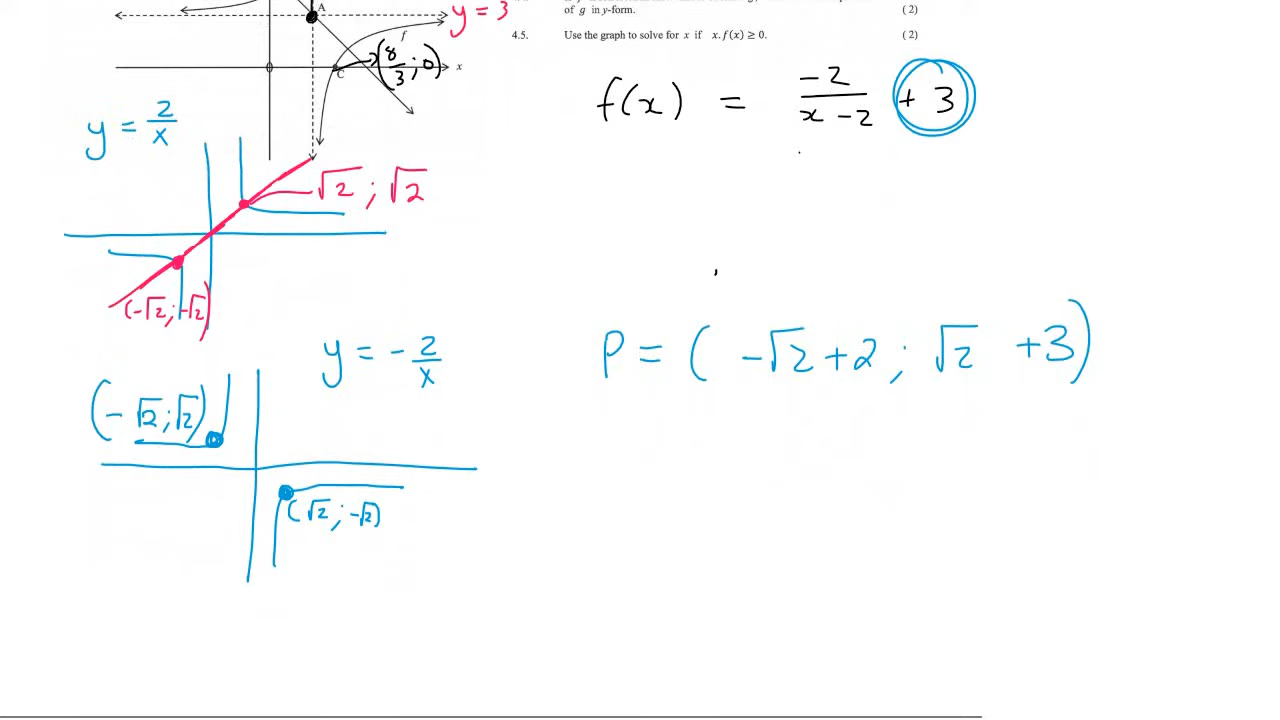 A
y = 3
of g in y-form.
(2)
4.5. Use the graph to solve for x if x.f(x) ≥ 0.
(2)
f
(8/3 ; 0)
0
C
x
f(x) = -2/(x - 2) + 3
y = 2/x
√2 ; √2
(-√2 ; -√2)
P = ( -√2 + 2 ; √2 + 3)
y = - 2/x
(- √2 ; √2)
(√2 ; -√2)